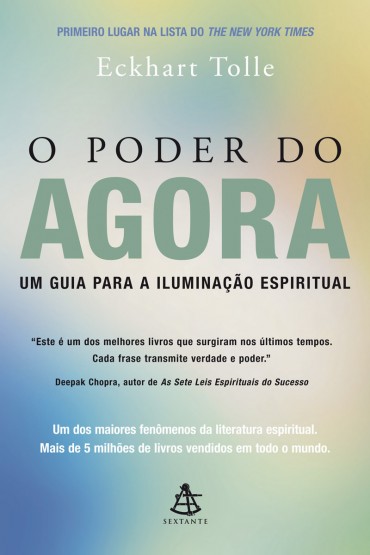 PRIMEIRO LUGAR NA LISTA DO THE NEW YORK TIMES
Eckhart Tolle
O PODER DO
AGORA
UM GUIA PARA A ILUMINAÇÃO ESPIRITUAL
“Este é um dos melhores livros que surgiram nos últimos tempos.
Cada frase transmite verdade e poder.”
Deepak Chopra, autor de As Sete Leis Espirituais do Sucesso
Um dos maiores fenômenos da literatura espiritual.
Mais de 5 milhões de livros vendidos em todo o mundo.
SEXTANTE